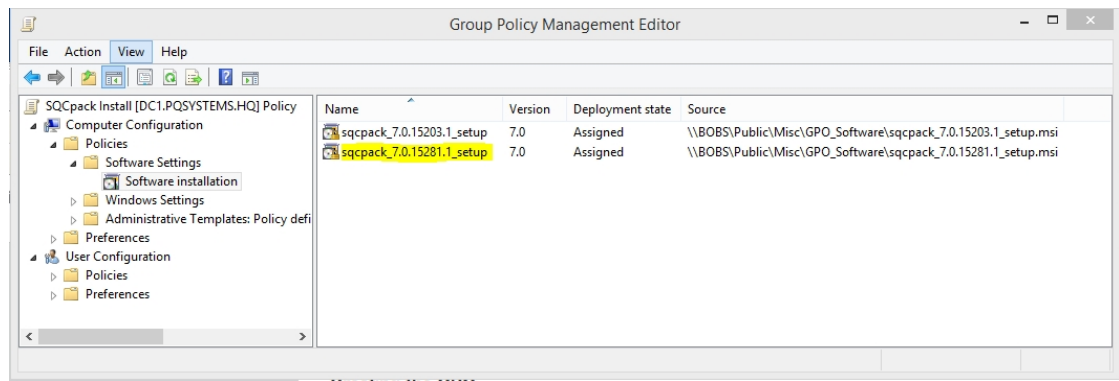 Group Policy Management Editor
File Action View Help
SQCpack Install [DC1.PQSYSTEMS.HQ] Policy
Computer Configuration
Policies
Software Settings
Software installation
Windows Settings
Administrative Templates: Policy defi
Preferences
User Configuration
Policies
Preferences
Name Version Deployment state Source
sqcpack_7.0.15203.1_setup 7.0 Assigned \\BOBS\Public\Misc\GPO_Software\sqcpack_7.0.15203.1_setup.msi
sqcpack_7.0.15281.1_setup 7.0 Assigned \\BOBS\Public\Misc\GPO_Software\sqcpack_7.0.15281.1_setup.msi